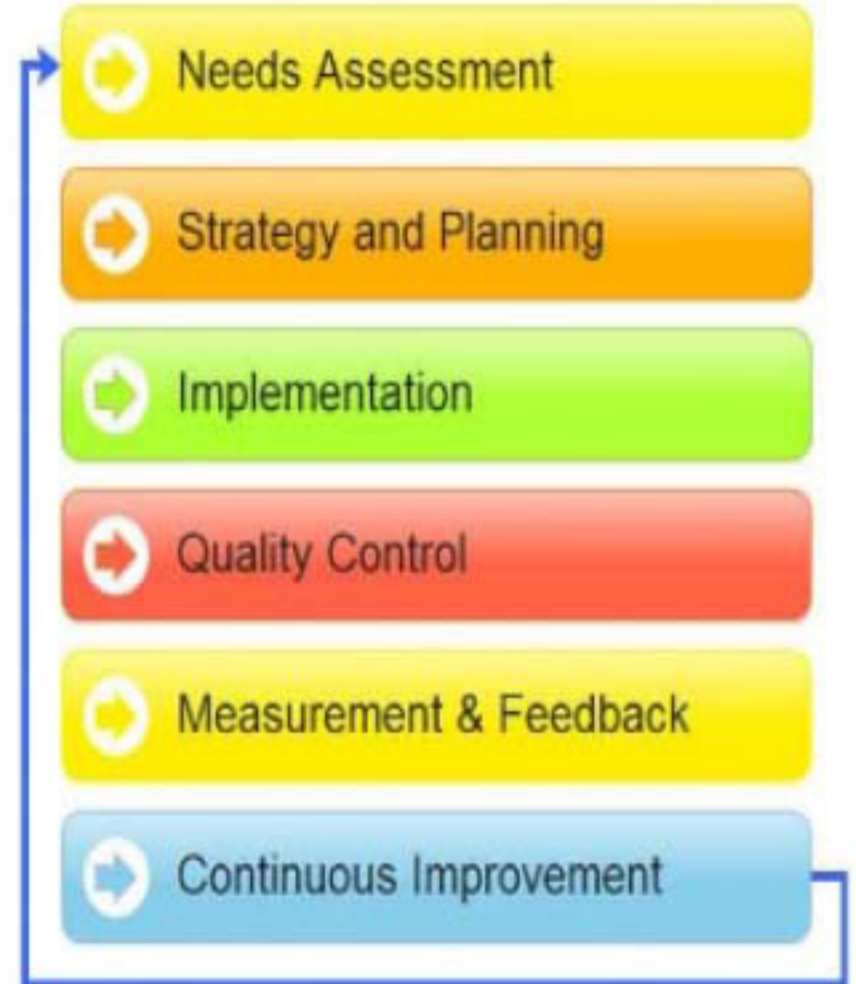 Needs Assessment
Strategy and Planning
Implementation
Quality Control
Measurement & Feedback
Continuous Improvement